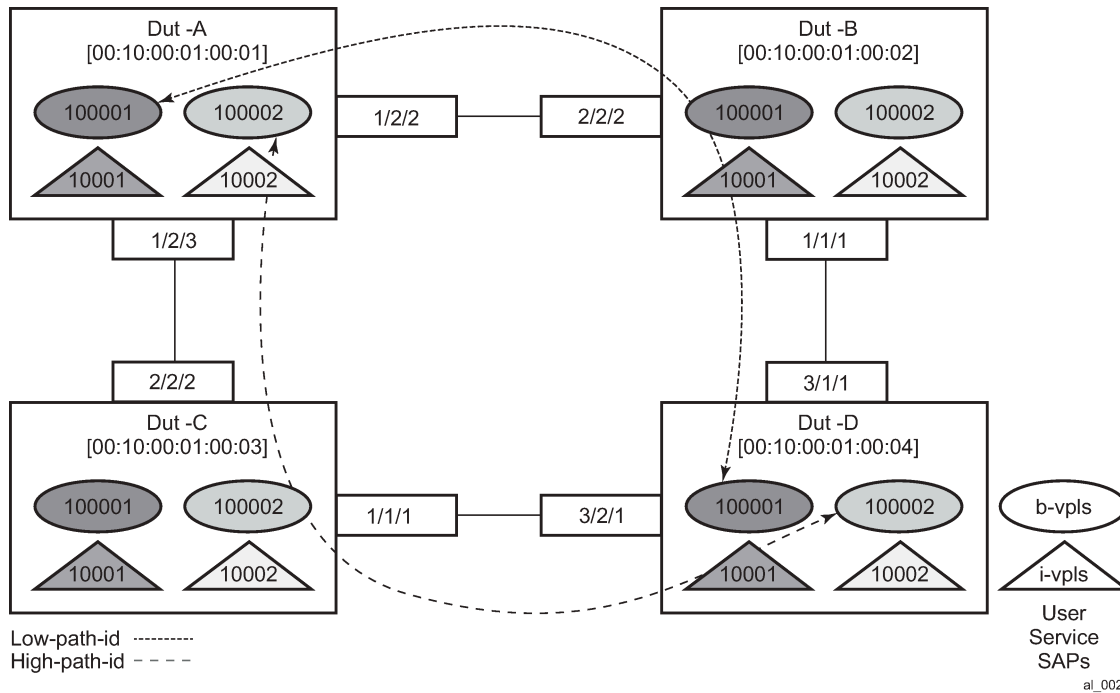 Dut -A
[00:10:00:01:00:01]
100001
100002
10001
10002
1/2/2
1/2/3
2/2/2
Dut -B
[00:10:00:01:00:02]
100001
100002
10001
10002
1/1/1
2/2/2
Dut -C
[00:10:00:01:00:03]
100001
100002
10001
10002
1/1/1
3/2/1
3/1/1
Dut -D
[00:10:00:01:00:04]
100001
100002
10001
10002
b-vpls
i-vpls
User
Service
SAPs
Low-path-id
High-path-id
al_002